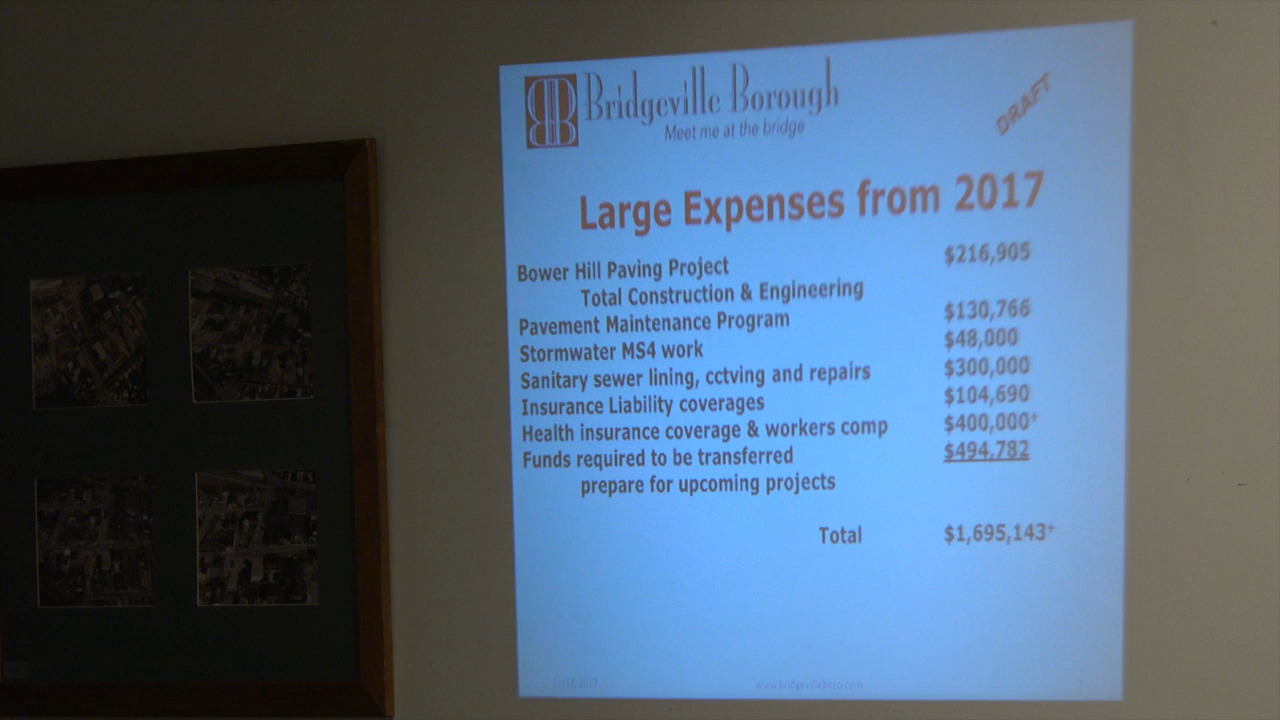 Bridgeville Borough
Meet me at the bridge
DRAFT
Large Expenses from 2017
Bower Hill Paving Project $216,905
Total Construction & Engineering
Pavement Maintenance Program $130,766
Stormwater MS4 work $48,000
Sanitary sewer lining, cctving and repairs $300,000
Insurance Liability coverages $104,690
Health insurance coverage & workers comp $400,000+
Funds required to be transferred $494,782
prepare for upcoming projects
Total $1,695,143+
www.bridgevilleboro.com